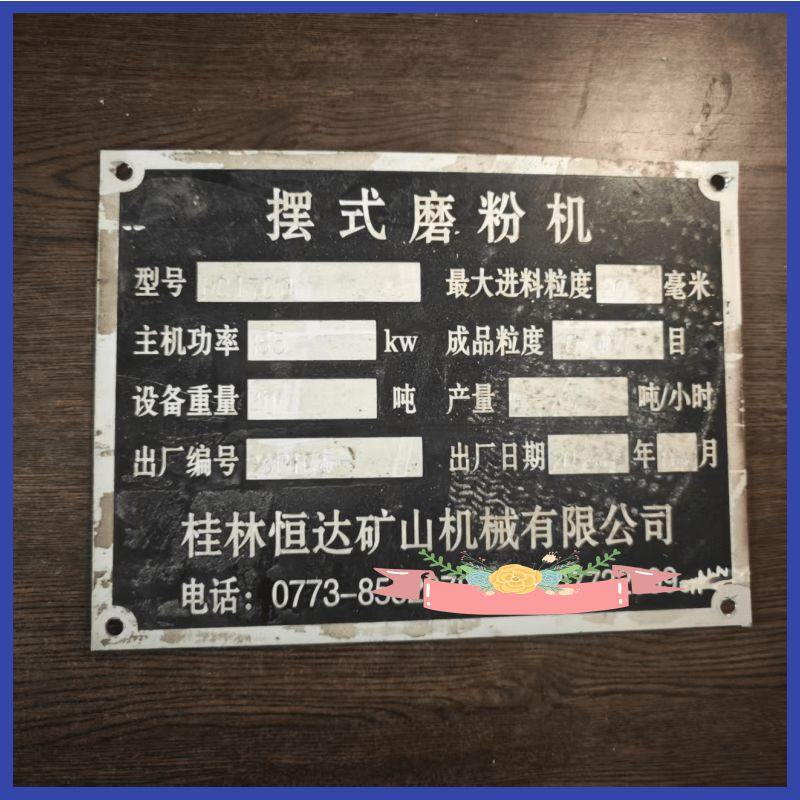 摆式磨粉机
型号 最大进料粒度 毫米
主机功率 kw 成品粒度 目
设备重量 吨 产量 吨/小时
出厂编号 出厂日期 年 月
桂林恒达矿山机械有限公司
电话：0773-85